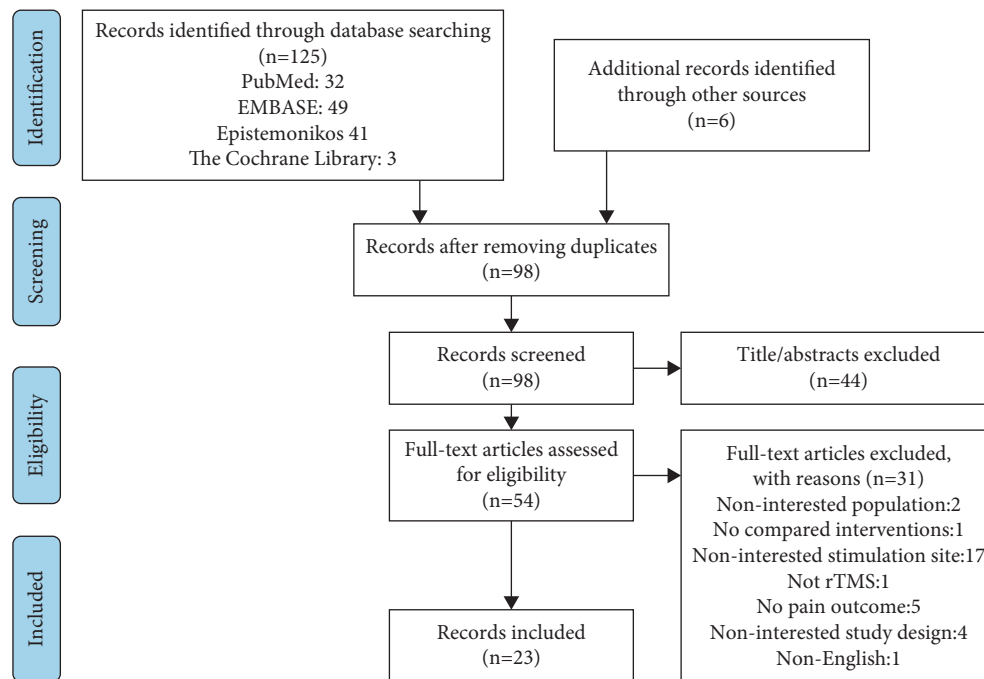 Identification
Records identified through database searching
(n=125)
PubMed: 32
EMBASE: 49
Epistemonikos 41
The Cochrane Library: 3
Additional records identified
through other sources
(n=6)
Screening
Records after removing duplicates
(n=98)
Records screened
(n=98)
Title/abstracts excluded
(n=44)
Eligibility
Full-text articles assessed
for eligibility
(n=54)
Full-text articles excluded,
with reasons (n=31)
Non-interested population:2
No compared interventions:1
Non-interested stimulation site:17
Not rTMS:1
No pain outcome:5
Non-interested study design:4
Non-English:1
Included
Records included
(n=23)